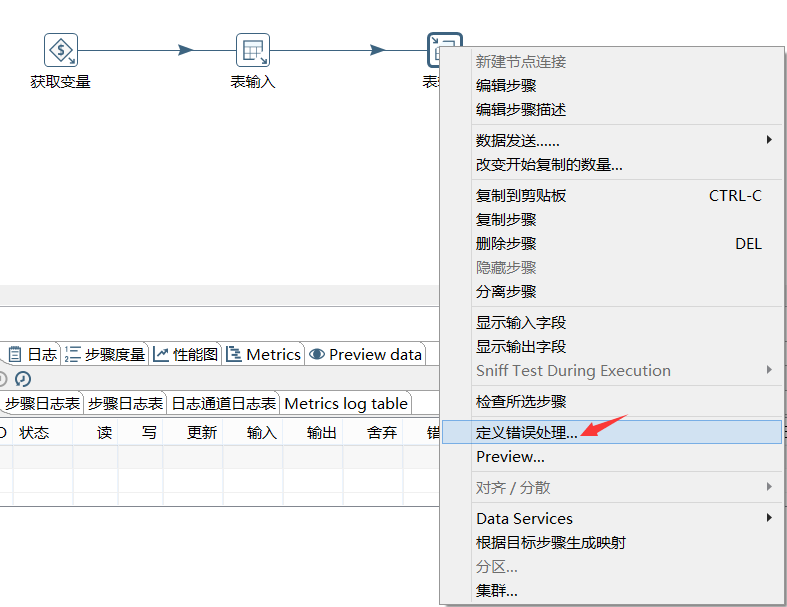 获取变量
表输入
表
新建节点连接
编辑步骤
编辑步骤描述
数据发送......
改变开始复制的数量...
复制到剪贴板 CTRL-C
复制步骤
删除步骤 DEL
隐藏步骤
分离步骤
显示输入字段
显示输出字段
Sniff Test During Execution
检查所选步骤
定义错误处理...
Preview...
对齐 / 分散
Data Services
根据目标步骤生成映射
分区...
集群...
日志 步骤度量 性能图 Metrics Preview data
步骤日志表 步骤日志表 日志通道日志表 Metrics log table
状态 读 写 更新 输入 输出 舍弃 错